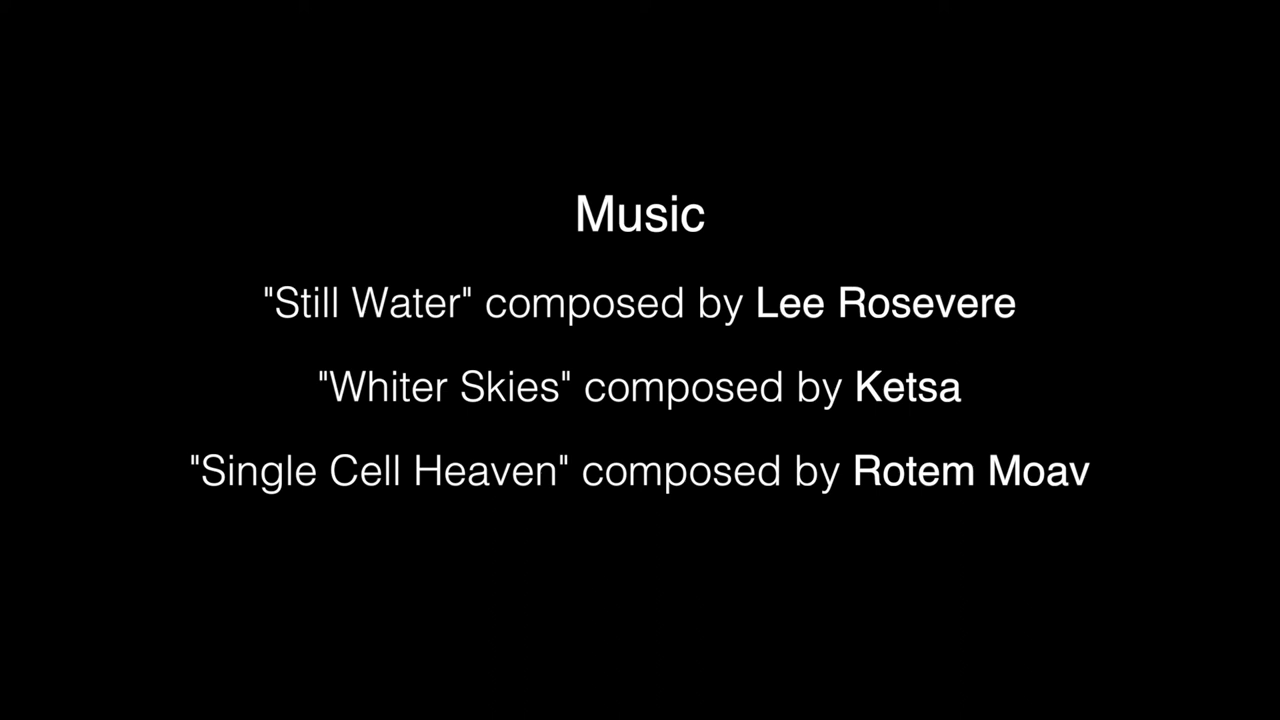 Music
"Still Water" composed by Lee Rosevere
"Whiter Skies" composed by Ketsa
"Single Cell Heaven" composed by Rotem Moav